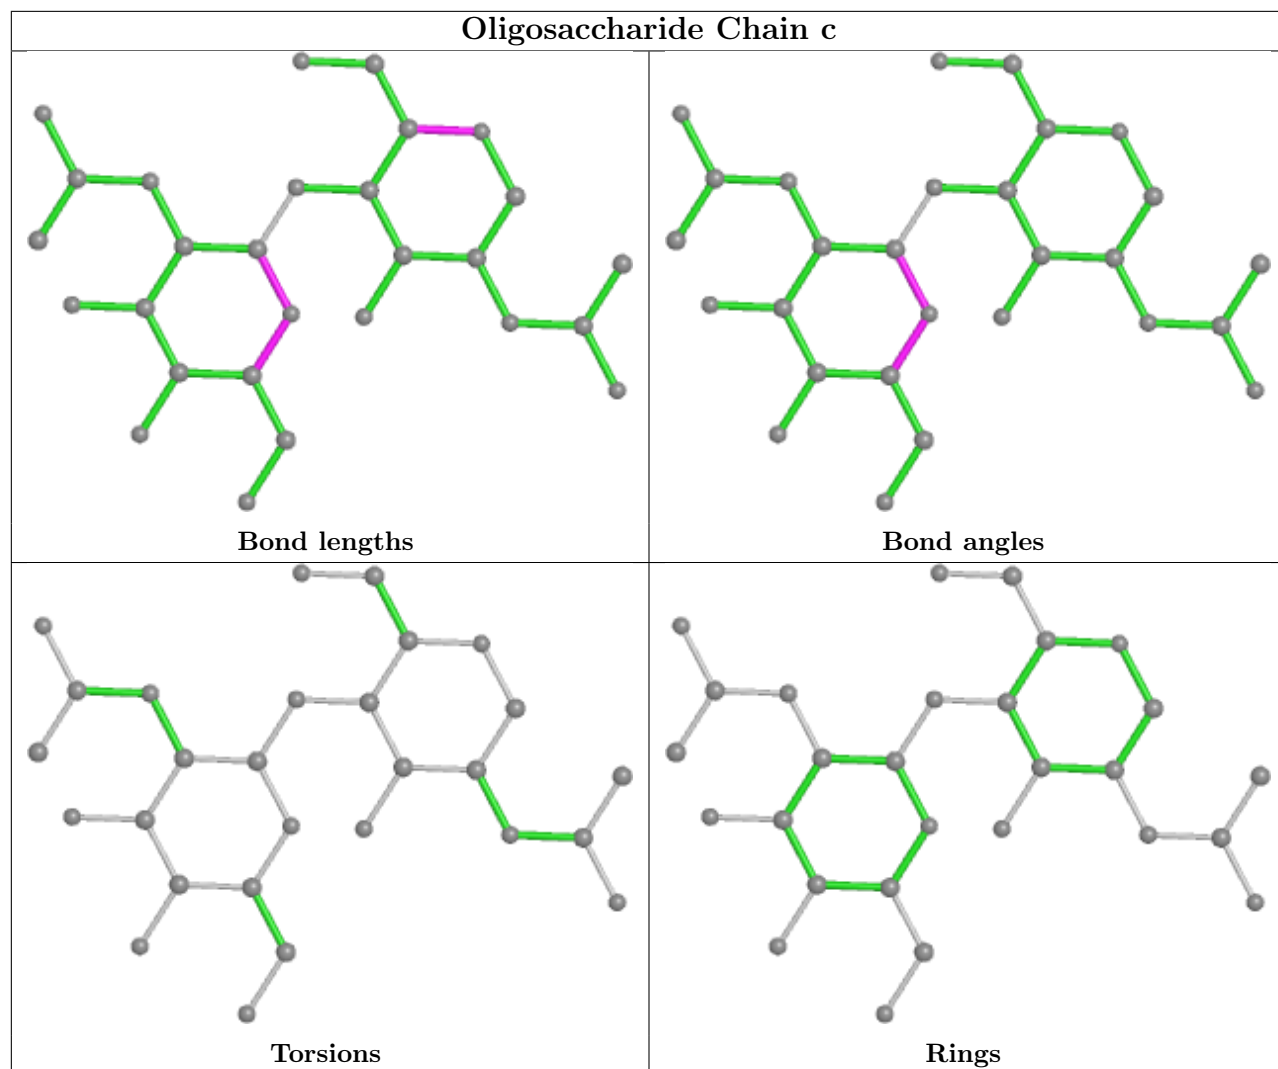 Oligosaccharide Chain c
Bond lengths
Bond angles
Torsions
Rings